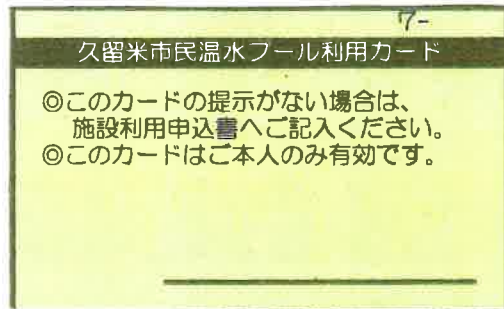 7-
久留米市民温水プール利用カード
◎このカードの提示がない場合は、
施設利用申込書へご記入ください。
◎このカードはご本人のみ有効です。